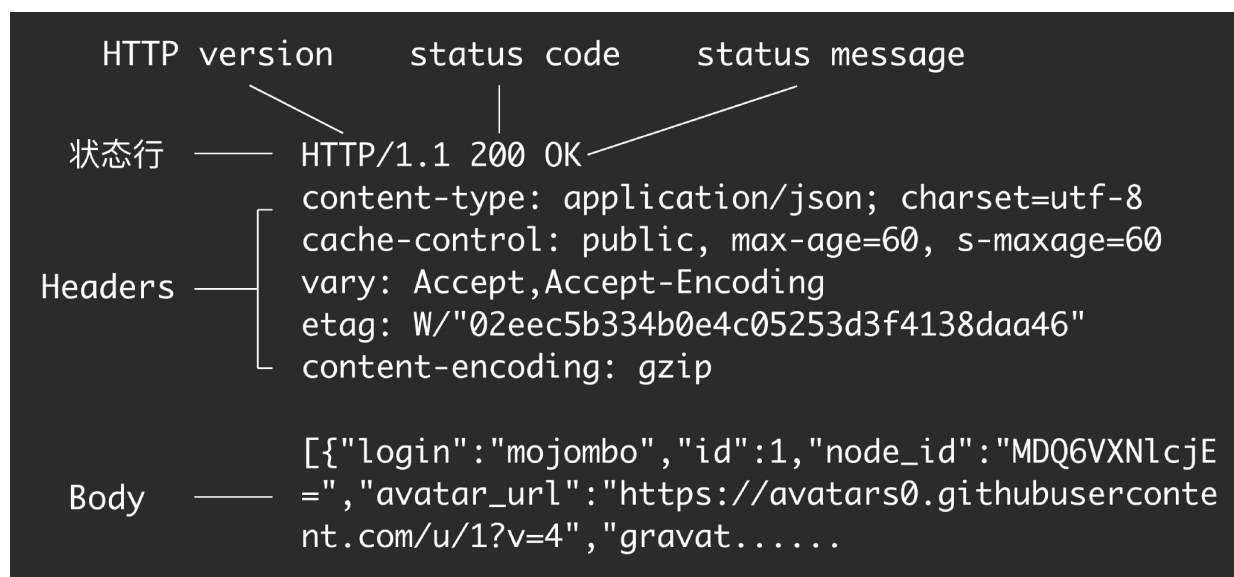 HTTP version status code status message
状态行 HTTP/1.1 200 OK
content-type: application/json; charset=utf-8
cache-control: public, max-age=60, s-maxage=60
Headers vary: Accept,Accept-Encoding
etag: W/"02eec5b334b0e4c05253d3f4138daa46"
content-encoding: gzip
[{"login":"mojombo","id":1,"node_id":"MDQ6VXNlcjE
Body =","avatar_url":"https://avatars0.githubuserconte
nt.com/u/1?v=4","gravat......